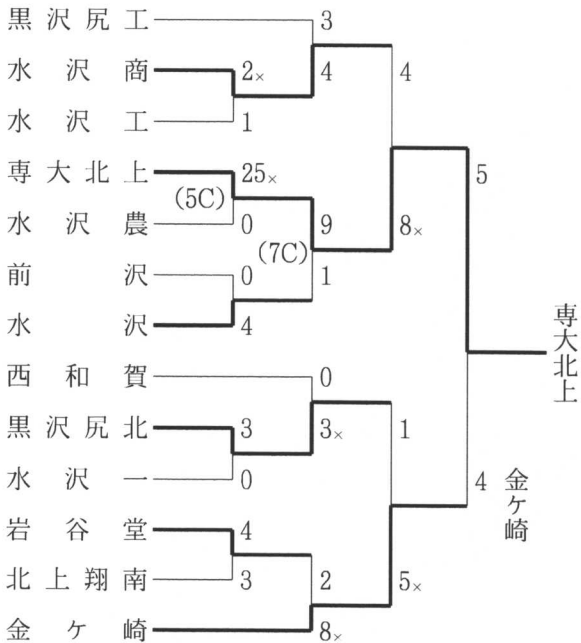 黒沢尻工 3
水沢商 2× 4 4
水沢工 1
専大北上 25× 5
(5C)
水沢農 0 9 8×
(7C)
前沢 0 1
水沢 4
専大北上
西和賀 0
黒沢尻北 3 3× 1
水沢一 0 4 金ケ崎
岩谷堂 4
北上翔南 3 2 5×
金ケ崎 8×